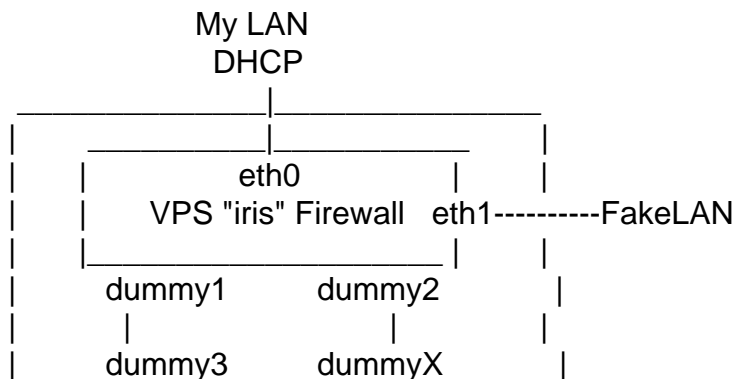 My LAN
DHCP
eth0
VPS "iris" Firewall eth1----------FakeLAN
dummy1 dummy2
dummy3 dummyX